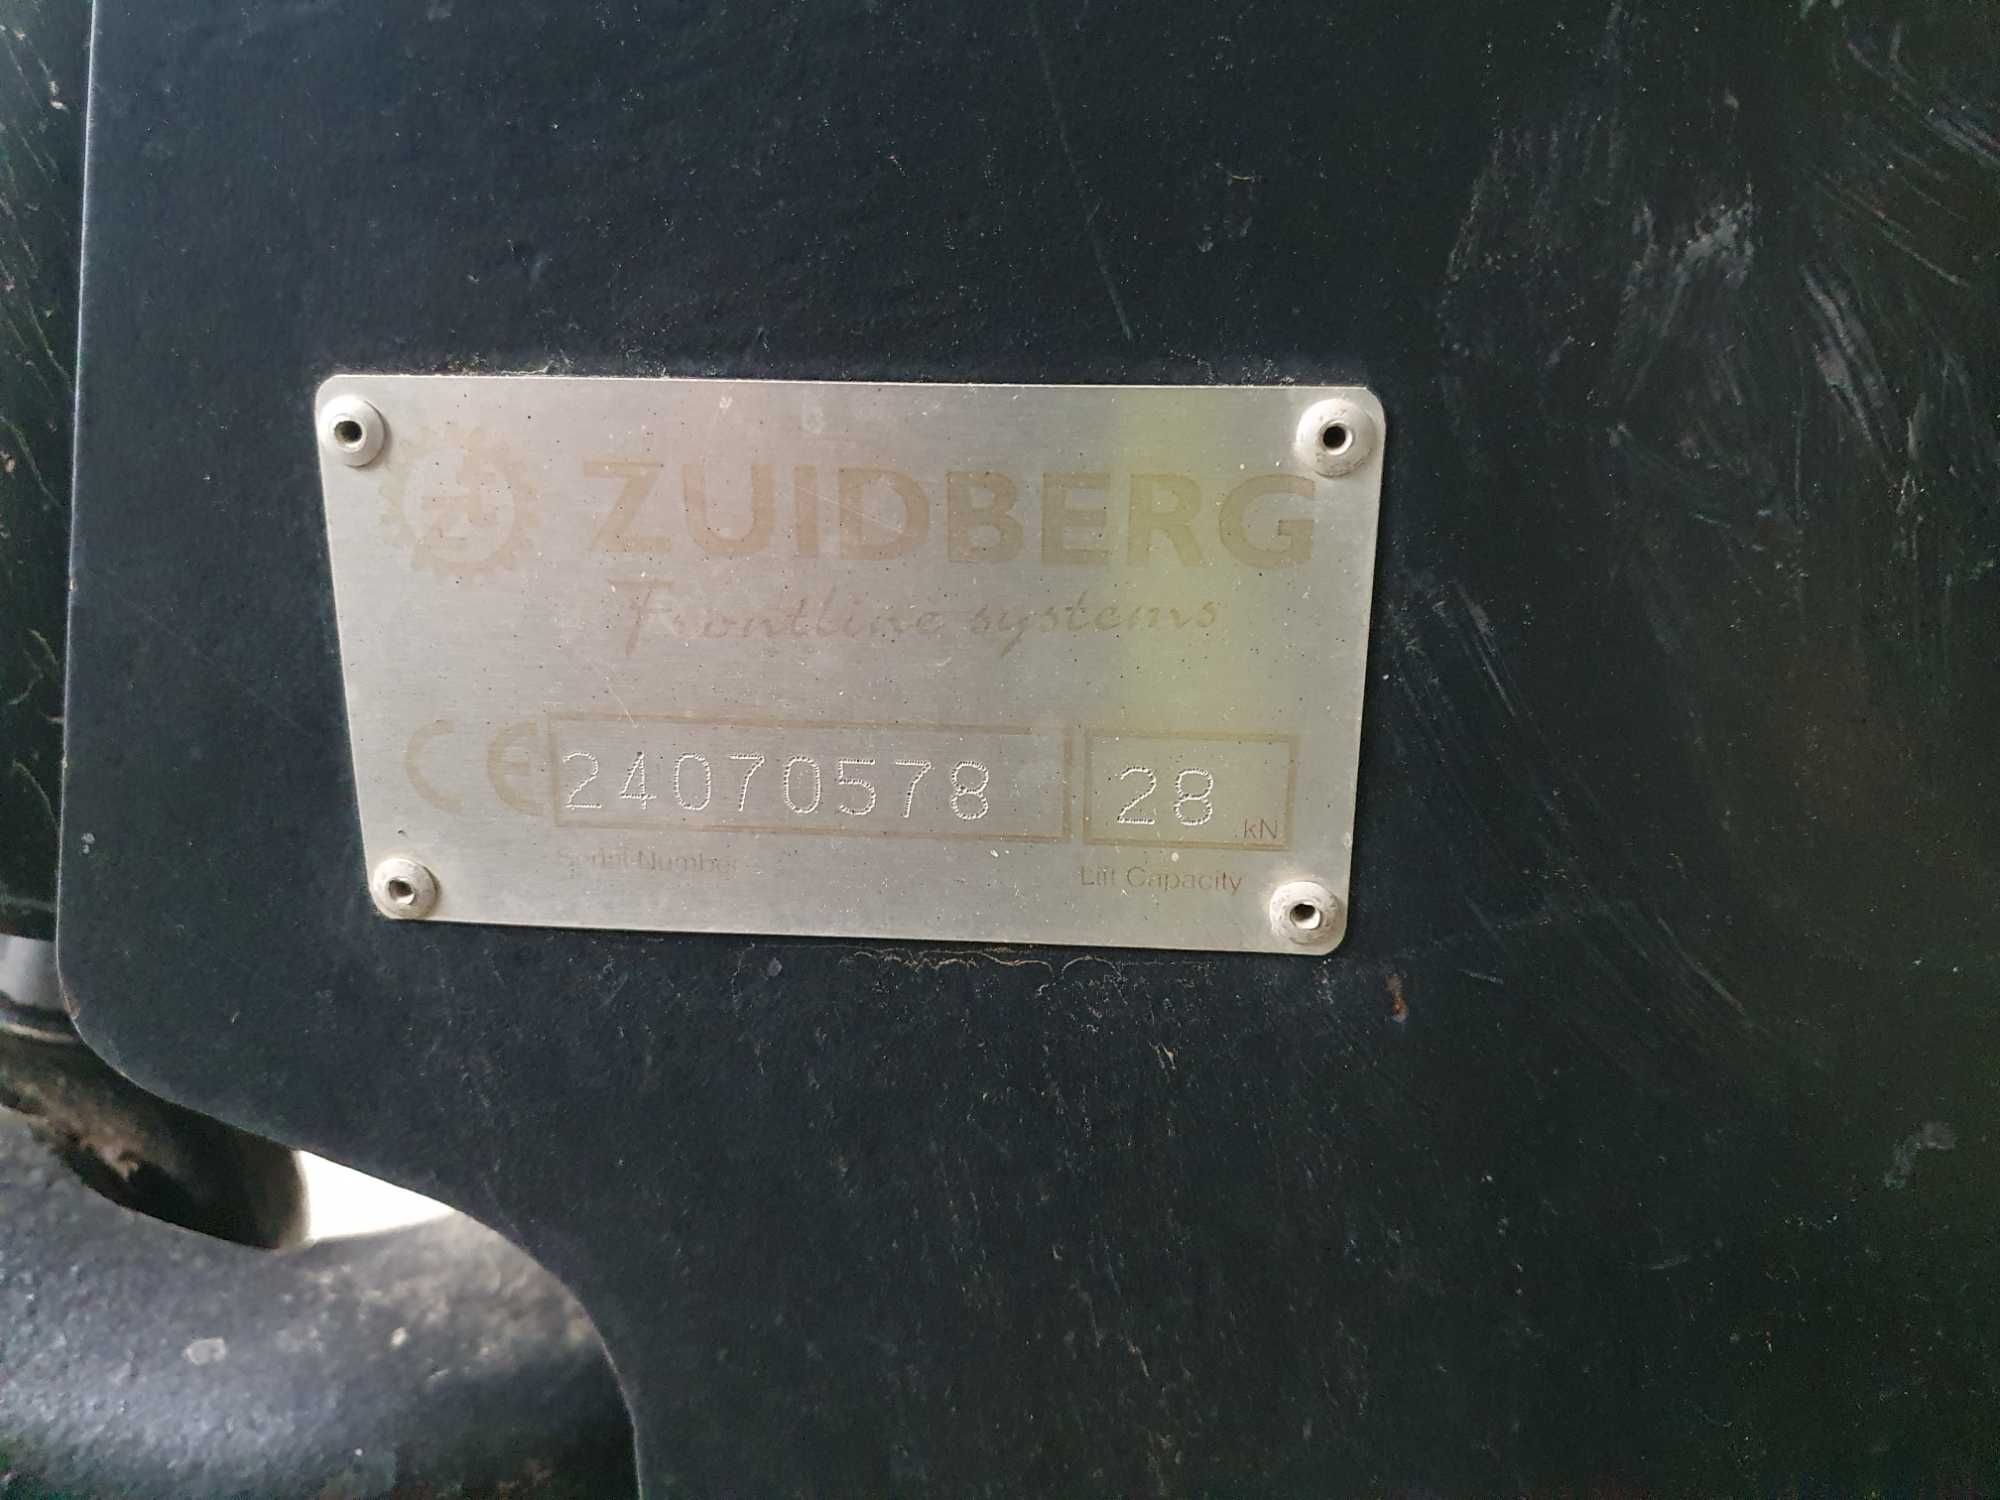 ZUIDBERG
Frontline systems
CE 24070578 28 kN
Serial Number Lift Capacity